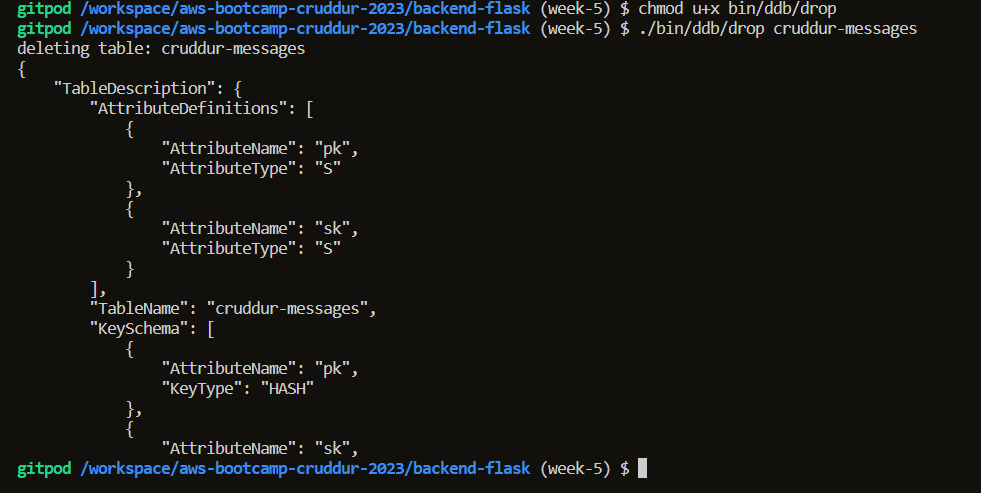 gitpod /workspace/aws-bootcamp-cruddur-2023/backend-flask (week-5) $ chmod u+x bin/ddb/drop
gitpod /workspace/aws-bootcamp-cruddur-2023/backend-flask (week-5) $ ./bin/ddb/drop cruddur-messages
deleting table: cruddur-messages
{
    "TableDescription": {
        "AttributeDefinitions": [
            {
                "AttributeName": "pk",
                "AttributeType": "S"
            },
            {
                "AttributeName": "sk",
                "AttributeType": "S"
            }
        ],
        "TableName": "cruddur-messages",
        "KeySchema": [
            {
                "AttributeName": "pk",
                "KeyType": "HASH"
            },
            {
                "AttributeName": "sk",
gitpod /workspace/aws-bootcamp-cruddur-2023/backend-flask (week-5) $